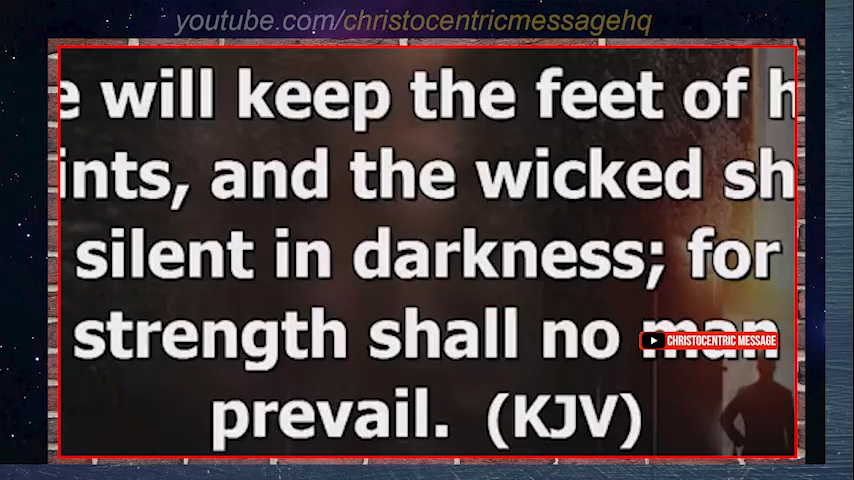 youtube.com/christocentricmessagehq
e will keep the feet of h
ints, and the wicked sh
silent in darkness; for
strength shall no man
CHRISTOCENTRIC MESSAGE
prevail. (KJV)